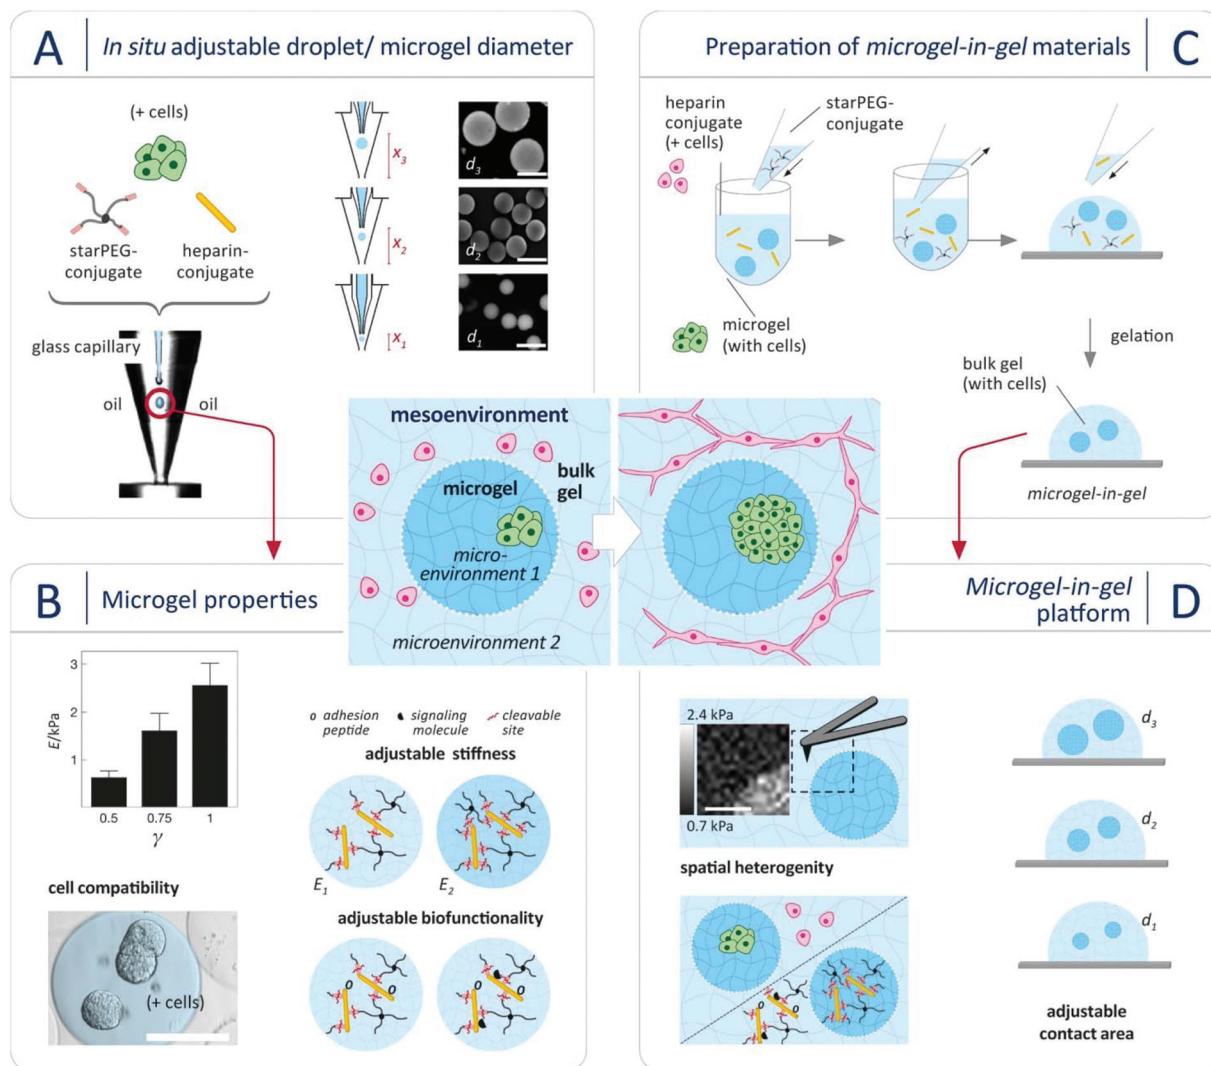 A
In situ adjustable droplet/ microgel diameter
(+ cells)
starPEG-
conjugate
heparin-
conjugate
glass capillary
oil
oil
x3
x2
x1
d3
d2
d1
Preparation of microgel-in-gel materials
C
heparin
conjugate
(+ cells)
starPEG-
conjugate
microgel
(with cells)
gelation
bulk gel
(with cells)
microgel-in-gel
mesoenvironment
bulk
gel
microgel
micro-
environment 1
microenvironment 2
B
Microgel properties
E/kPa
3
2
1
0.5
0.75
1
γ
cell compatibility
(+ cells)
adhesion
peptide
signaling
molecule
cleavable
site
adjustable stiffness
E1
E2
adjustable biofunctionality
Microgel-in-gel
platform
D
2.4 kPa
0.7 kPa
spatial heterogenity
d3
d2
d1
adjustable
contact area